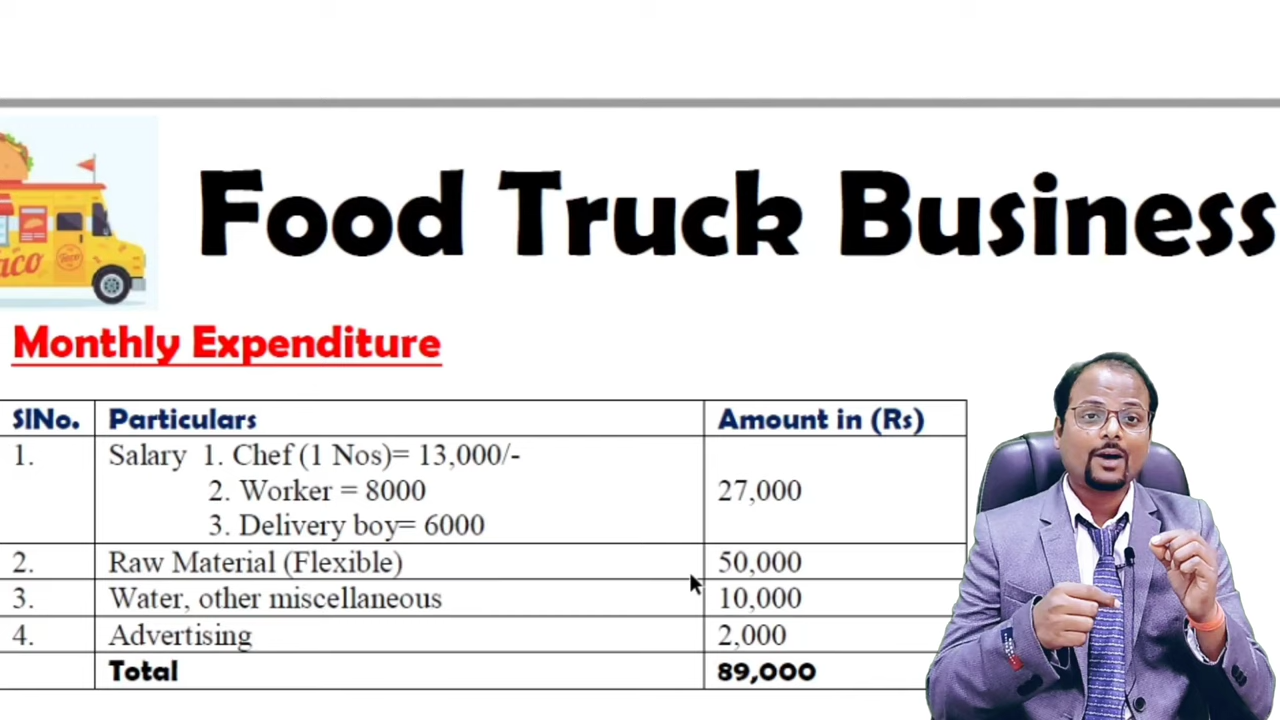 Food Truck Business
Taco
Monthly Expenditure
SlNo. Particulars Amount in (Rs)
1. Salary 1. Chef (1 Nos)= 13,000/-
2. Worker = 8000 27,000
3. Delivery boy= 6000
2. Raw Material (Flexible) 50,000
3. Water, other miscellaneous 10,000
4. Advertising 2,000
Total 89,000